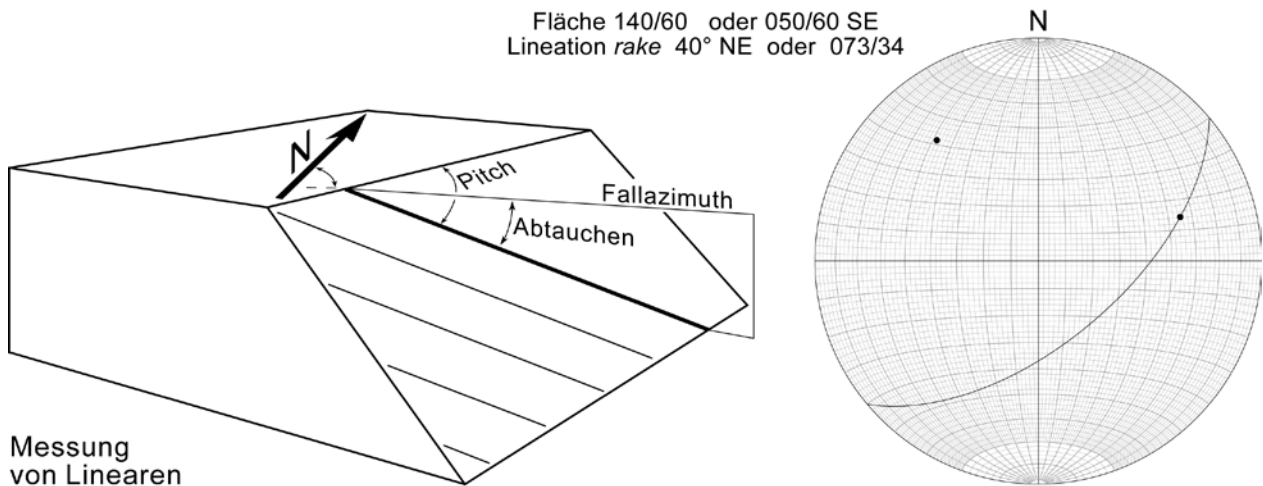 Fläche 140/60 oder 050/60 SE
Lineation rake 40° NE oder 073/34
N
N
Pitch
Fallazimuth
Abtauchen
Messung
von Linearen